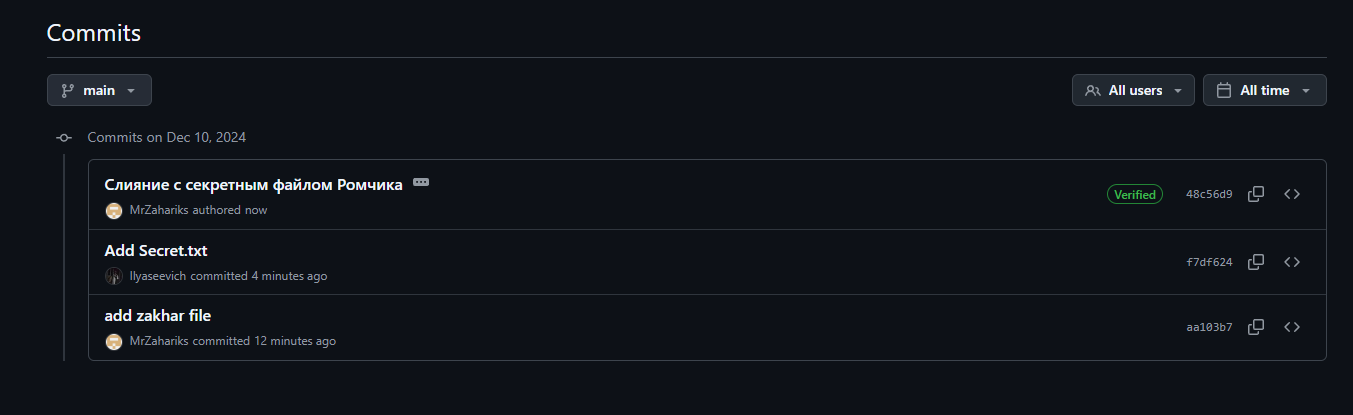 Commits
main
All users
All time
Commits on Dec 10, 2024
Слияние с секретным файлом Ромчика
MrZahariks authored now
Verified
48c56d9
Add Secret.txt
Ilyaseevich committed 4 minutes ago
f7df624
add zakhar file
MrZahariks committed 12 minutes ago
aa103b7